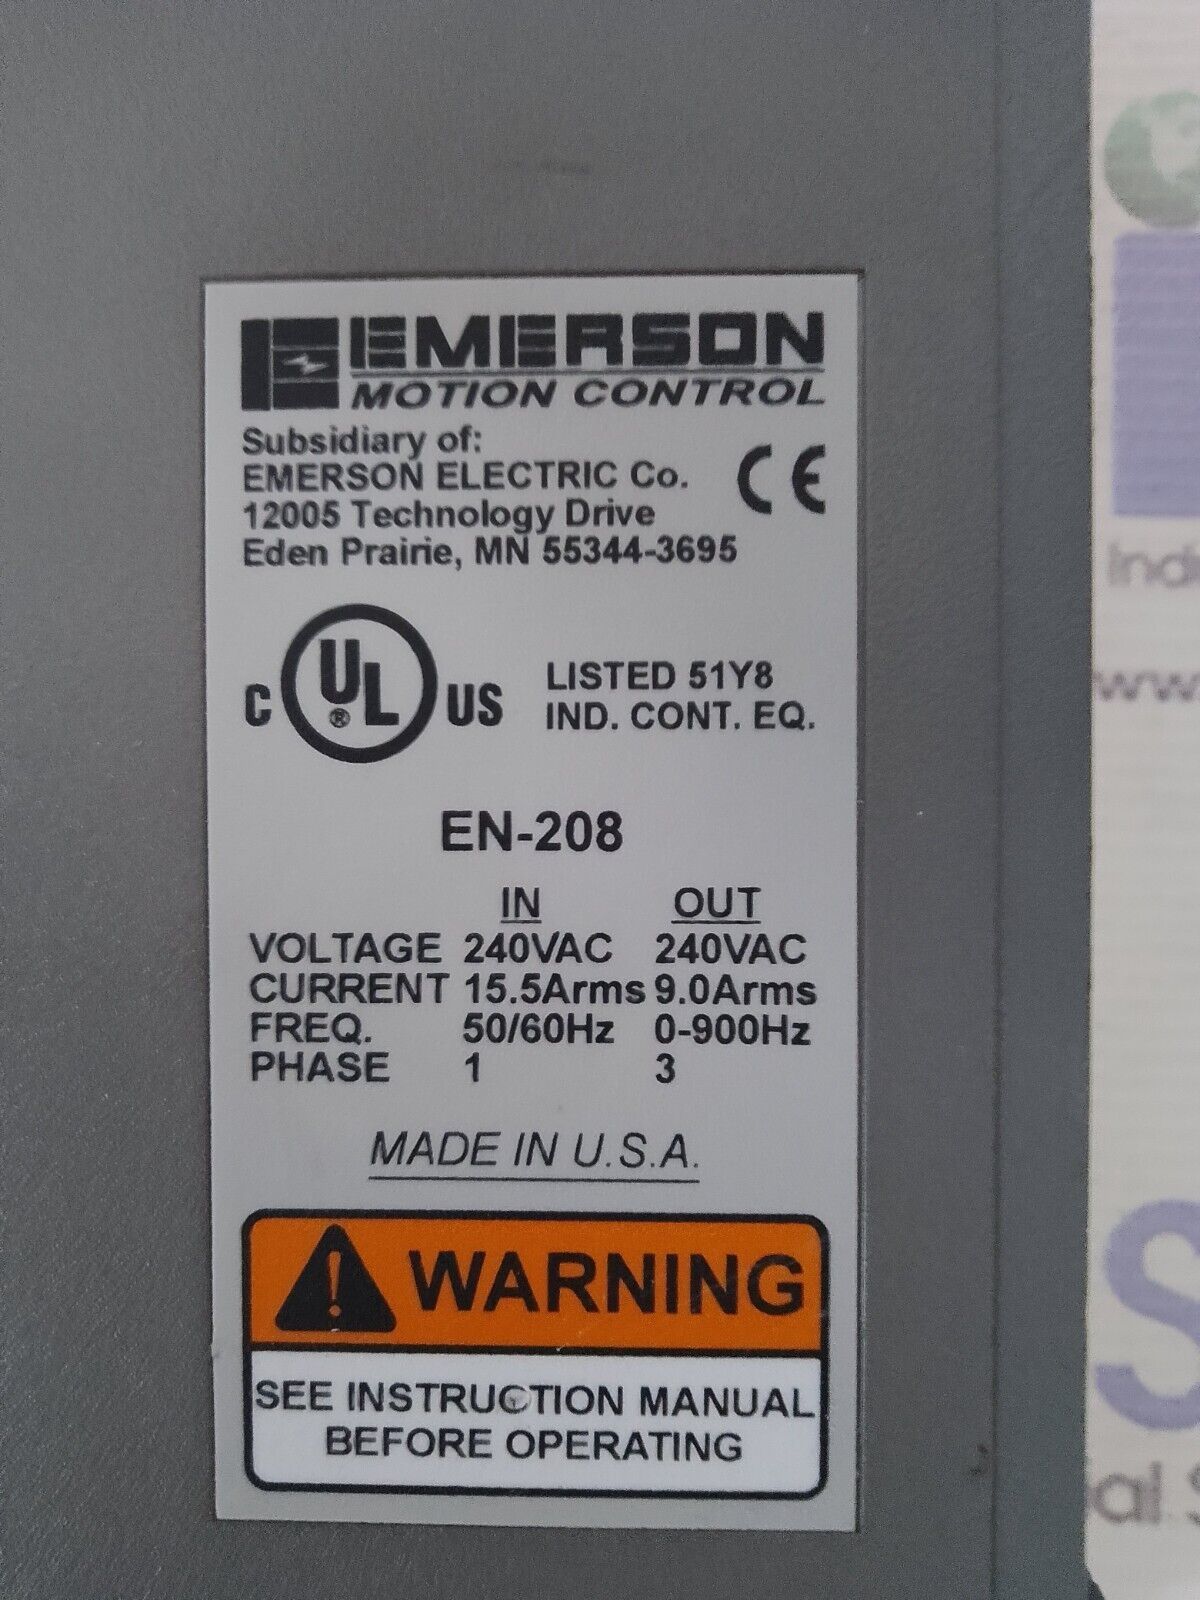 EMERSON
MOTION CONTROL
Subsidiary of:
EMERSON ELECTRIC Co.
12005 Technology Drive
Eden Prairie, MN 55344-3695
CE
C UL® US
LISTED 51Y8
IND. CONT. EQ.
EN-208
IN OUT
VOLTAGE 240VAC 240VAC
CURRENT 15.5Arms 9.0Arms
FREQ. 50/60Hz 0-900Hz
PHASE 1 3
MADE IN U.S.A.
WARNING
SEE INSTRUCTION MANUAL
BEFORE OPERATING